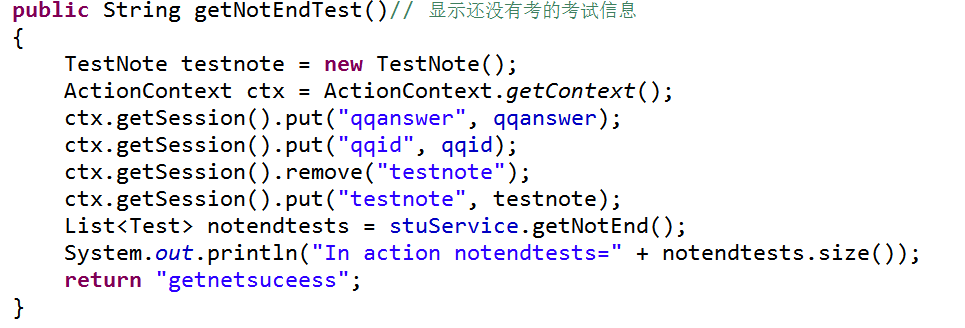 public String getNotEndTest()// 显示还没有考的考试信息
{
TestNote testnote = new TestNote();
ActionContext ctx = ActionContext.getContext();
ctx.getSession().put("qqanswer", qqanswer);
ctx.getSession().put("qqid", qqid);
ctx.getSession().remove("testnote");
ctx.getSession().put("testnote", testnote);
List<Test> notendtests = stuService.getNotEnd();
System.out.println("In action notendtests=" + notendtests.size());
return "getnetsuceess";
}